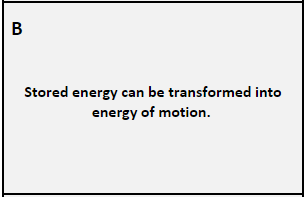 B
Stored energy can be transformed into
energy of motion.